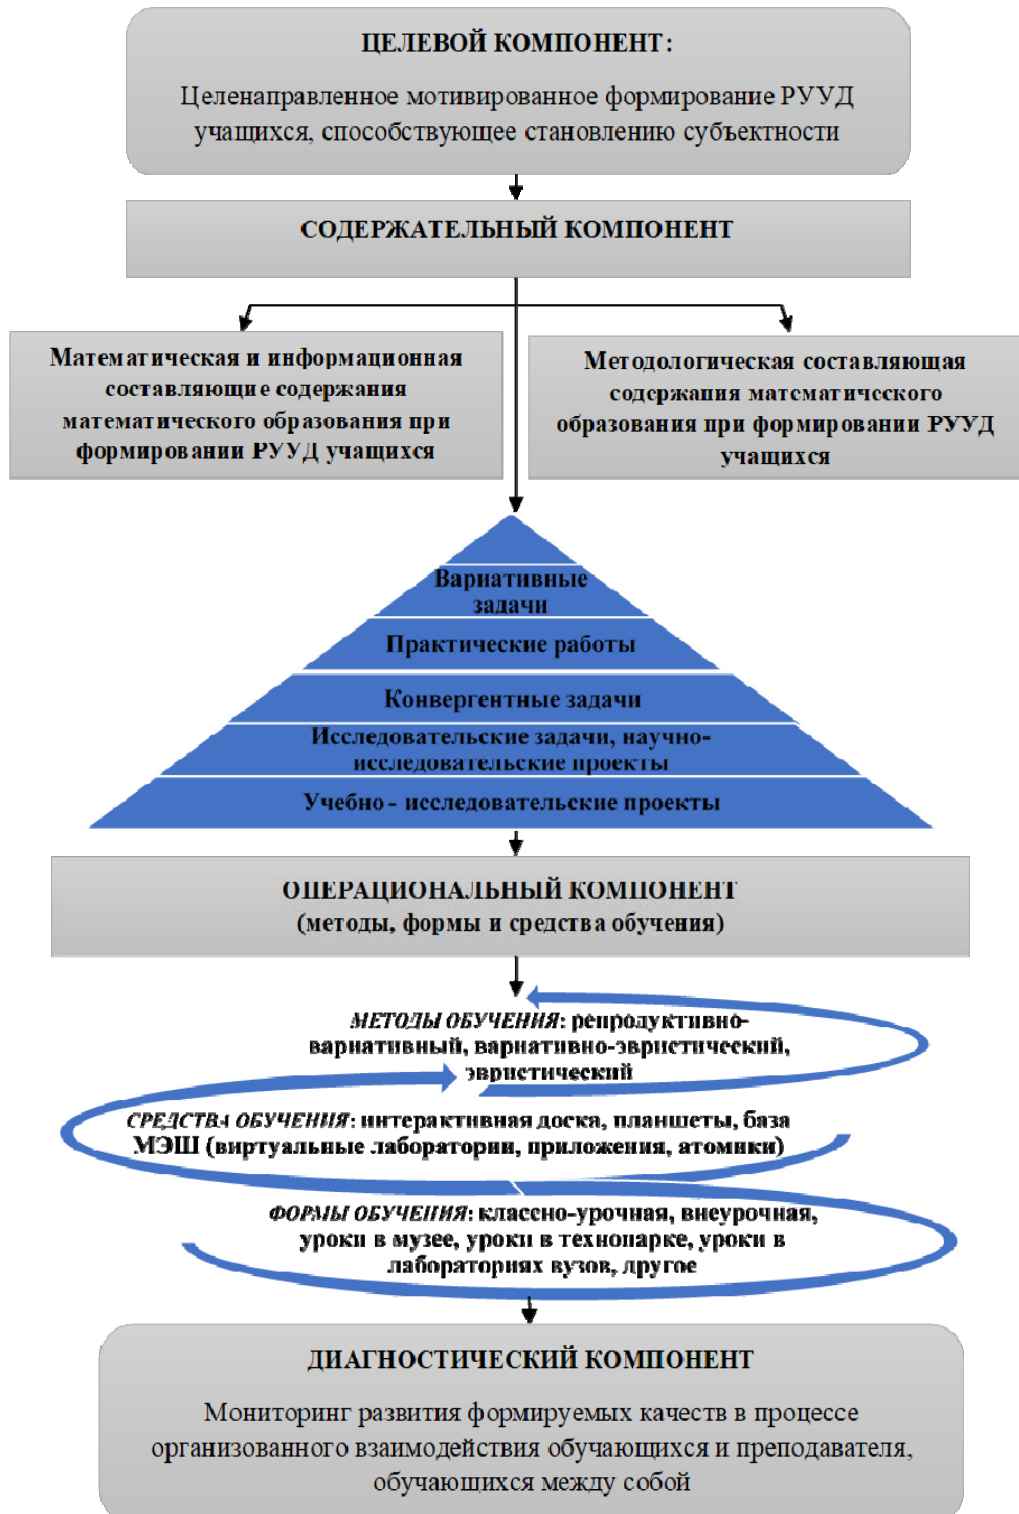 ЦЕЛЕВОЙ КОМПОНЕНТ:
Целенаправленное мотивированное формирование РУУД
учащихся, способствующее становлению субъектности
СОДЕРЖАТЕЛЬНЫЙ КОМПОНЕНТ
Математическая и информационная
составляющие содержания
математического образования при
формировании РУУД учащихся
Методологическая составляющая
содержания математического
образования при формировании РУУД
учащихся
Вариативные
задачи
Практические работы
Конвергентные задачи
Исследовательские задачи, научно-
исследовательские проекты
Учебно - исследовательские проекты
ОПЕРАЦИОНАЛЬНЫЙ КОМПОНЕНТ
(методы, формы и средства обучения)
МЕТОДЫ ОБУЧЕНИЯ: репродуктивно-
вариативный, вариативно-эвристический,
эвристический
СРЕДСТВА ОБУЧЕНИЯ: интерактивная доска, планшеты, база
МЭШ (виртуальные лаборатории, приложения, атомики)
ФОРМЫ ОБУЧЕНИЯ: классно-урочная, внеурочная,
уроки в музее, уроки в технопарке, уроки в
лабораториях вузов, другое
ДИАГНОСТИЧЕСКИЙ КОМПОНЕНТ
Мониторинг развития формируемых качеств в процессе
организованного взаимодействия обучающихся и преподавателя,
обучающихся между собой